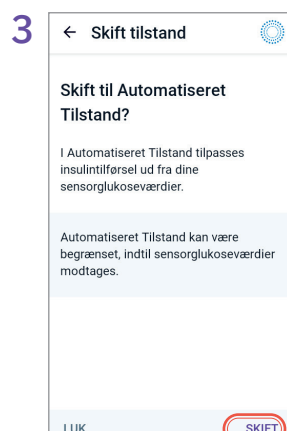 3
← Skift tilstand
Skift til Automatiseret
Tilstand?
I Automatiseret Tilstand tilpasses
insulintilførsel ud fra dine
sensorglukoseværdier.
Automatiseret Tilstand kan være
begrænset, indtil sensorglukoseværdier
modtages.
LUK
SKIFT